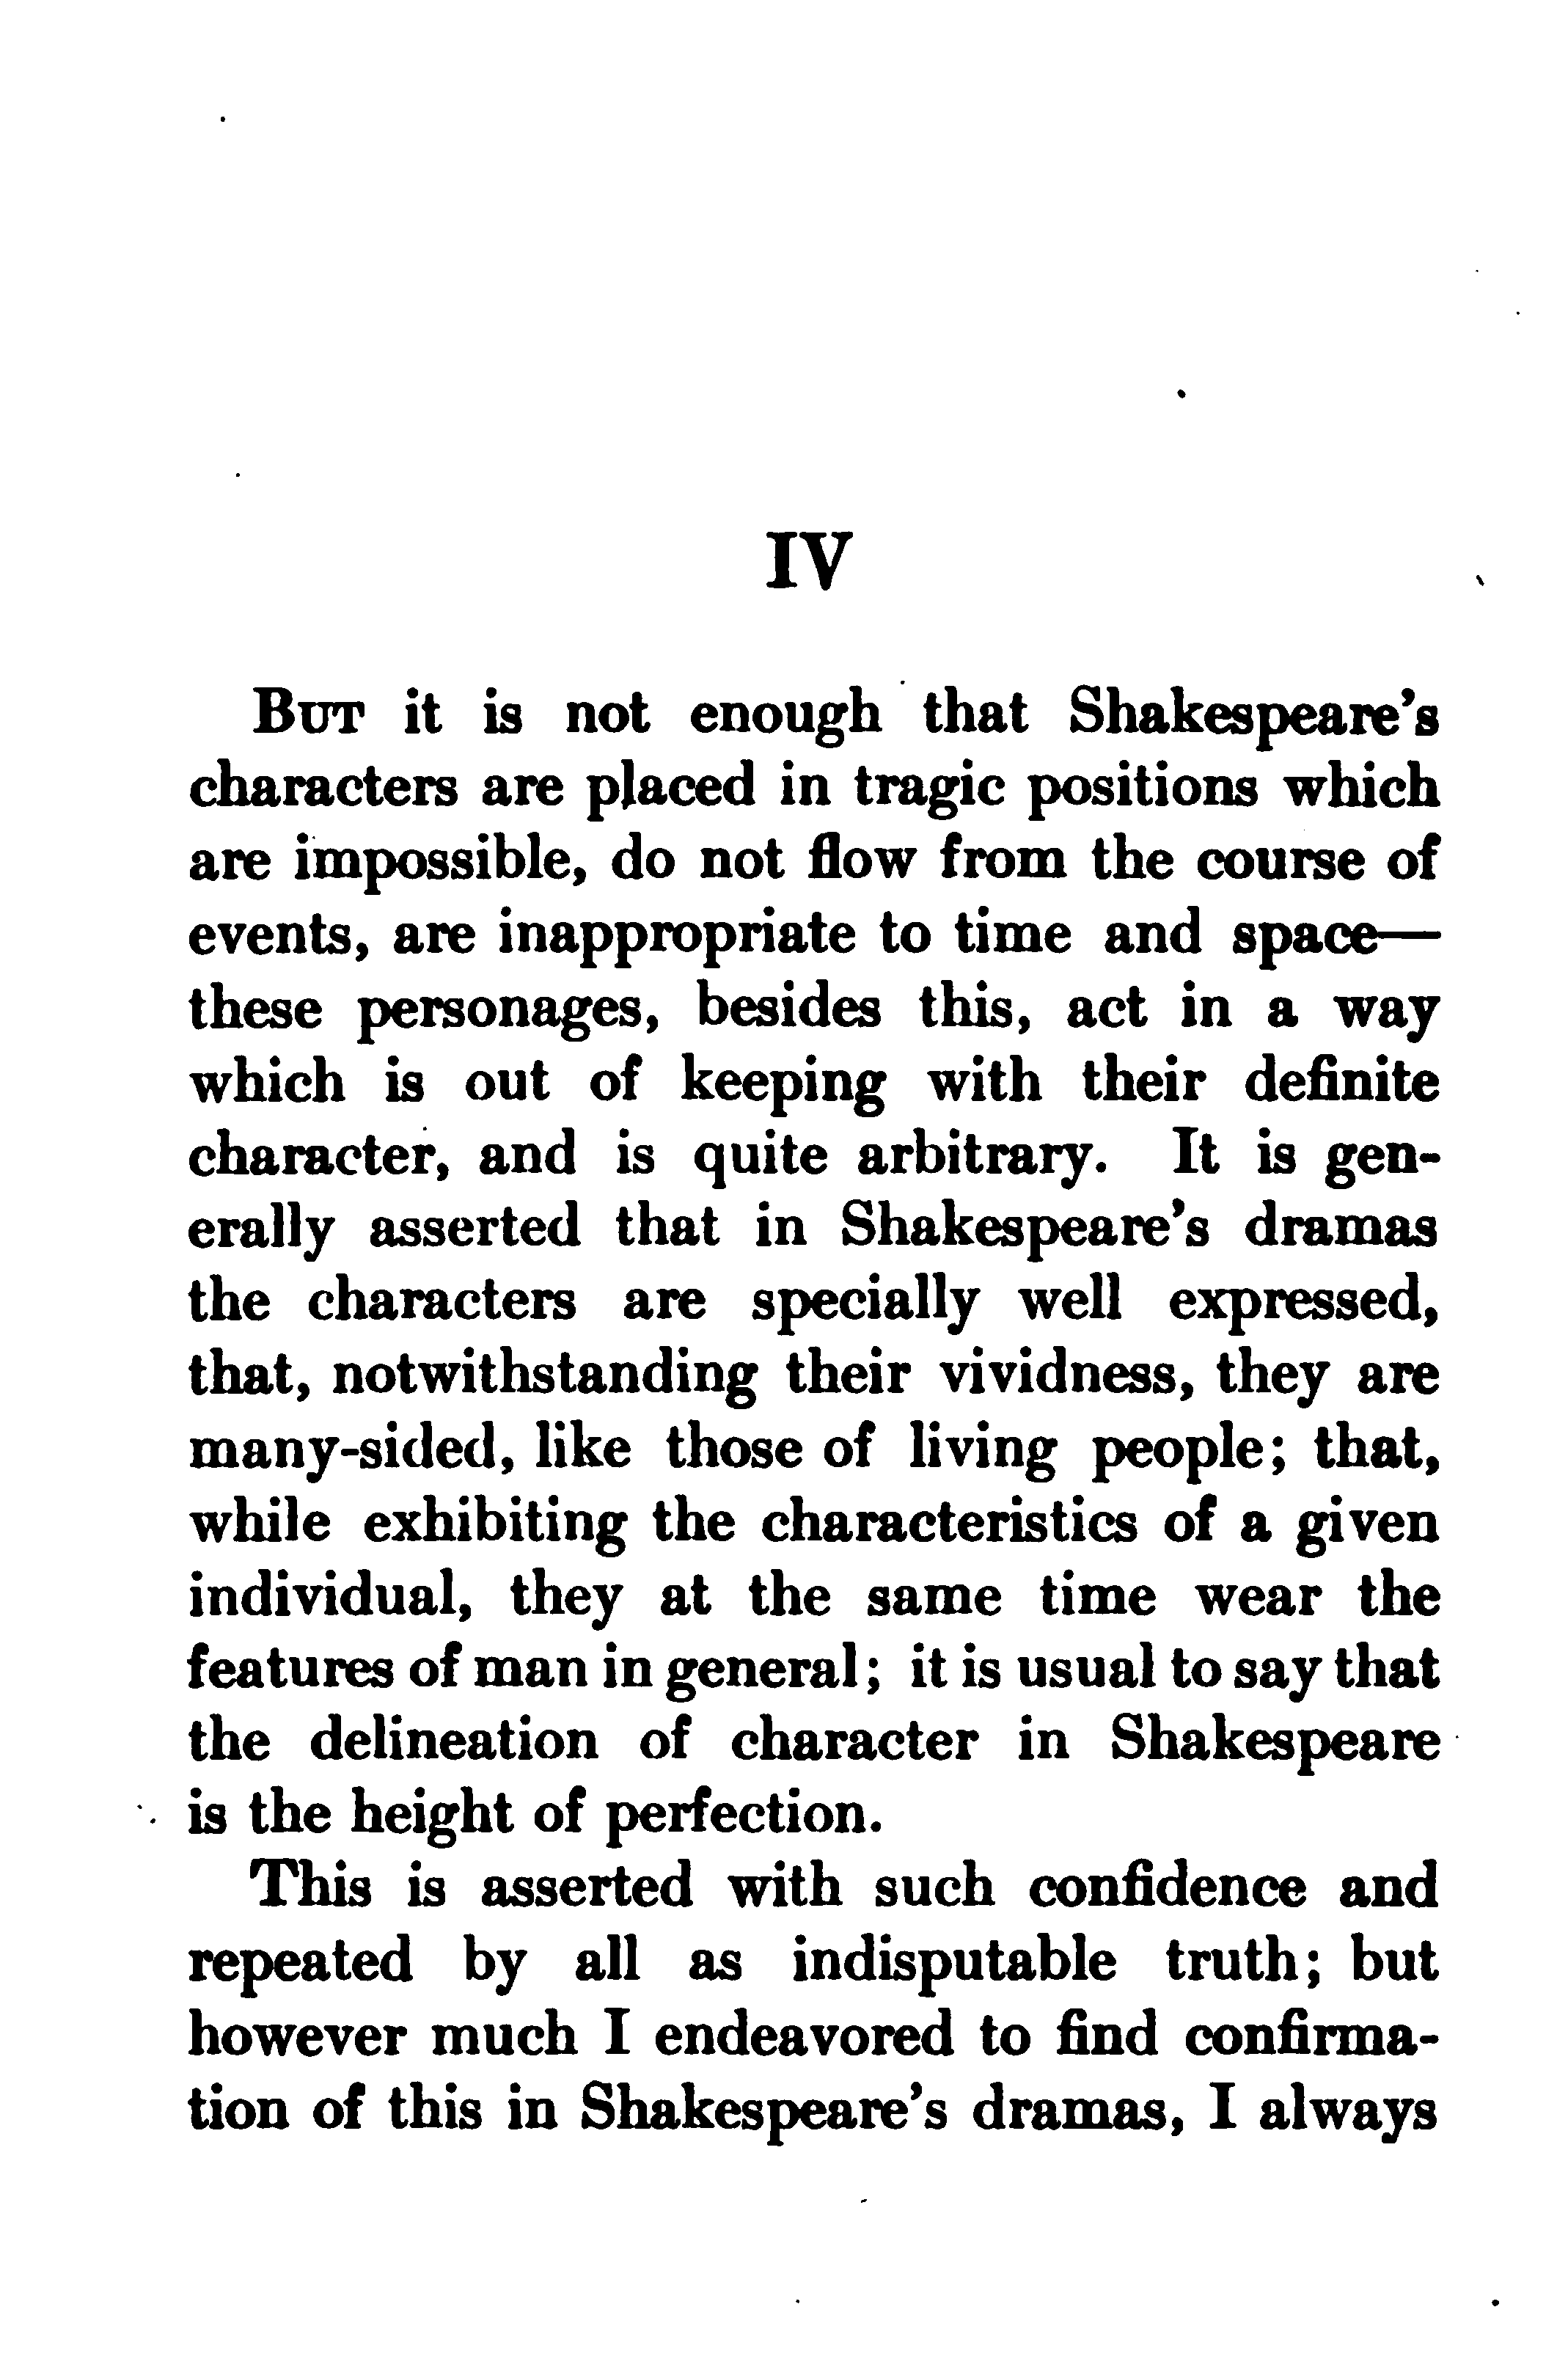 IV
BUT it is not enough that Shakespeare's
characters are placed in tragic positions which
are impossible, do not flow from the course of
events, are inappropriate to time and space—
these personages, besides this, act in a way
which is out of keeping with their definite
character, and is quite arbitrary. It is gen-
erally asserted that in Shakespeare's dramas
the characters are specially well expressed,
that, notwithstanding their vividness, they are
many-sided, like those of living people; that,
while exhibiting the characteristics of a given
individual, they at the same time wear the
features of man in general; it is usual to say that
the delineation of character in Shakespeare
is the height of perfection.
This is asserted with such confidence and
repeated by all as indisputable truth; but
however much I endeavored to find confirma-
tion of this in Shakespeare's dramas, I always